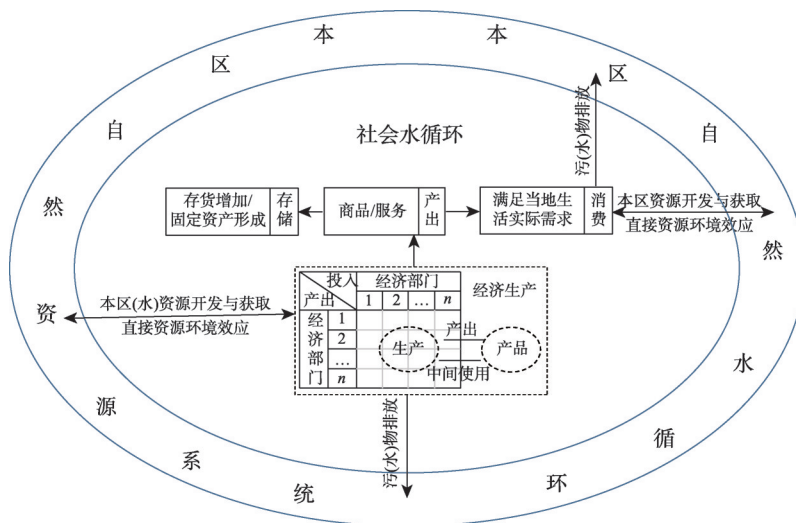 本区自然资源系统
本区自然水循环
社会水循环
污(水)物排放
存货增加/
固定资产形成
存储
商品/服务
产出
满足当地生
活实际需求
消费
本区资源开发与获取
直接资源环境效应
投入
产出
经济部门
1 2 … n
经济部门
1
2
…
n
经济生产
生产
产出
中间使用
产品
本区(水)资源开发与获取
直接资源环境效应
污(水)物排放